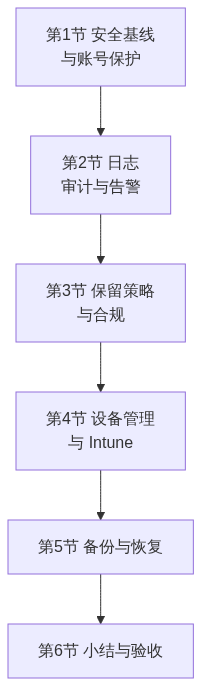 第1节 安全基线
与账号保护
第2节 日志
审计与告警
第3节 保留策略
与合规
第4节 设备管理
与 Intune
第5节 备份与恢复
第6节 小结与验收